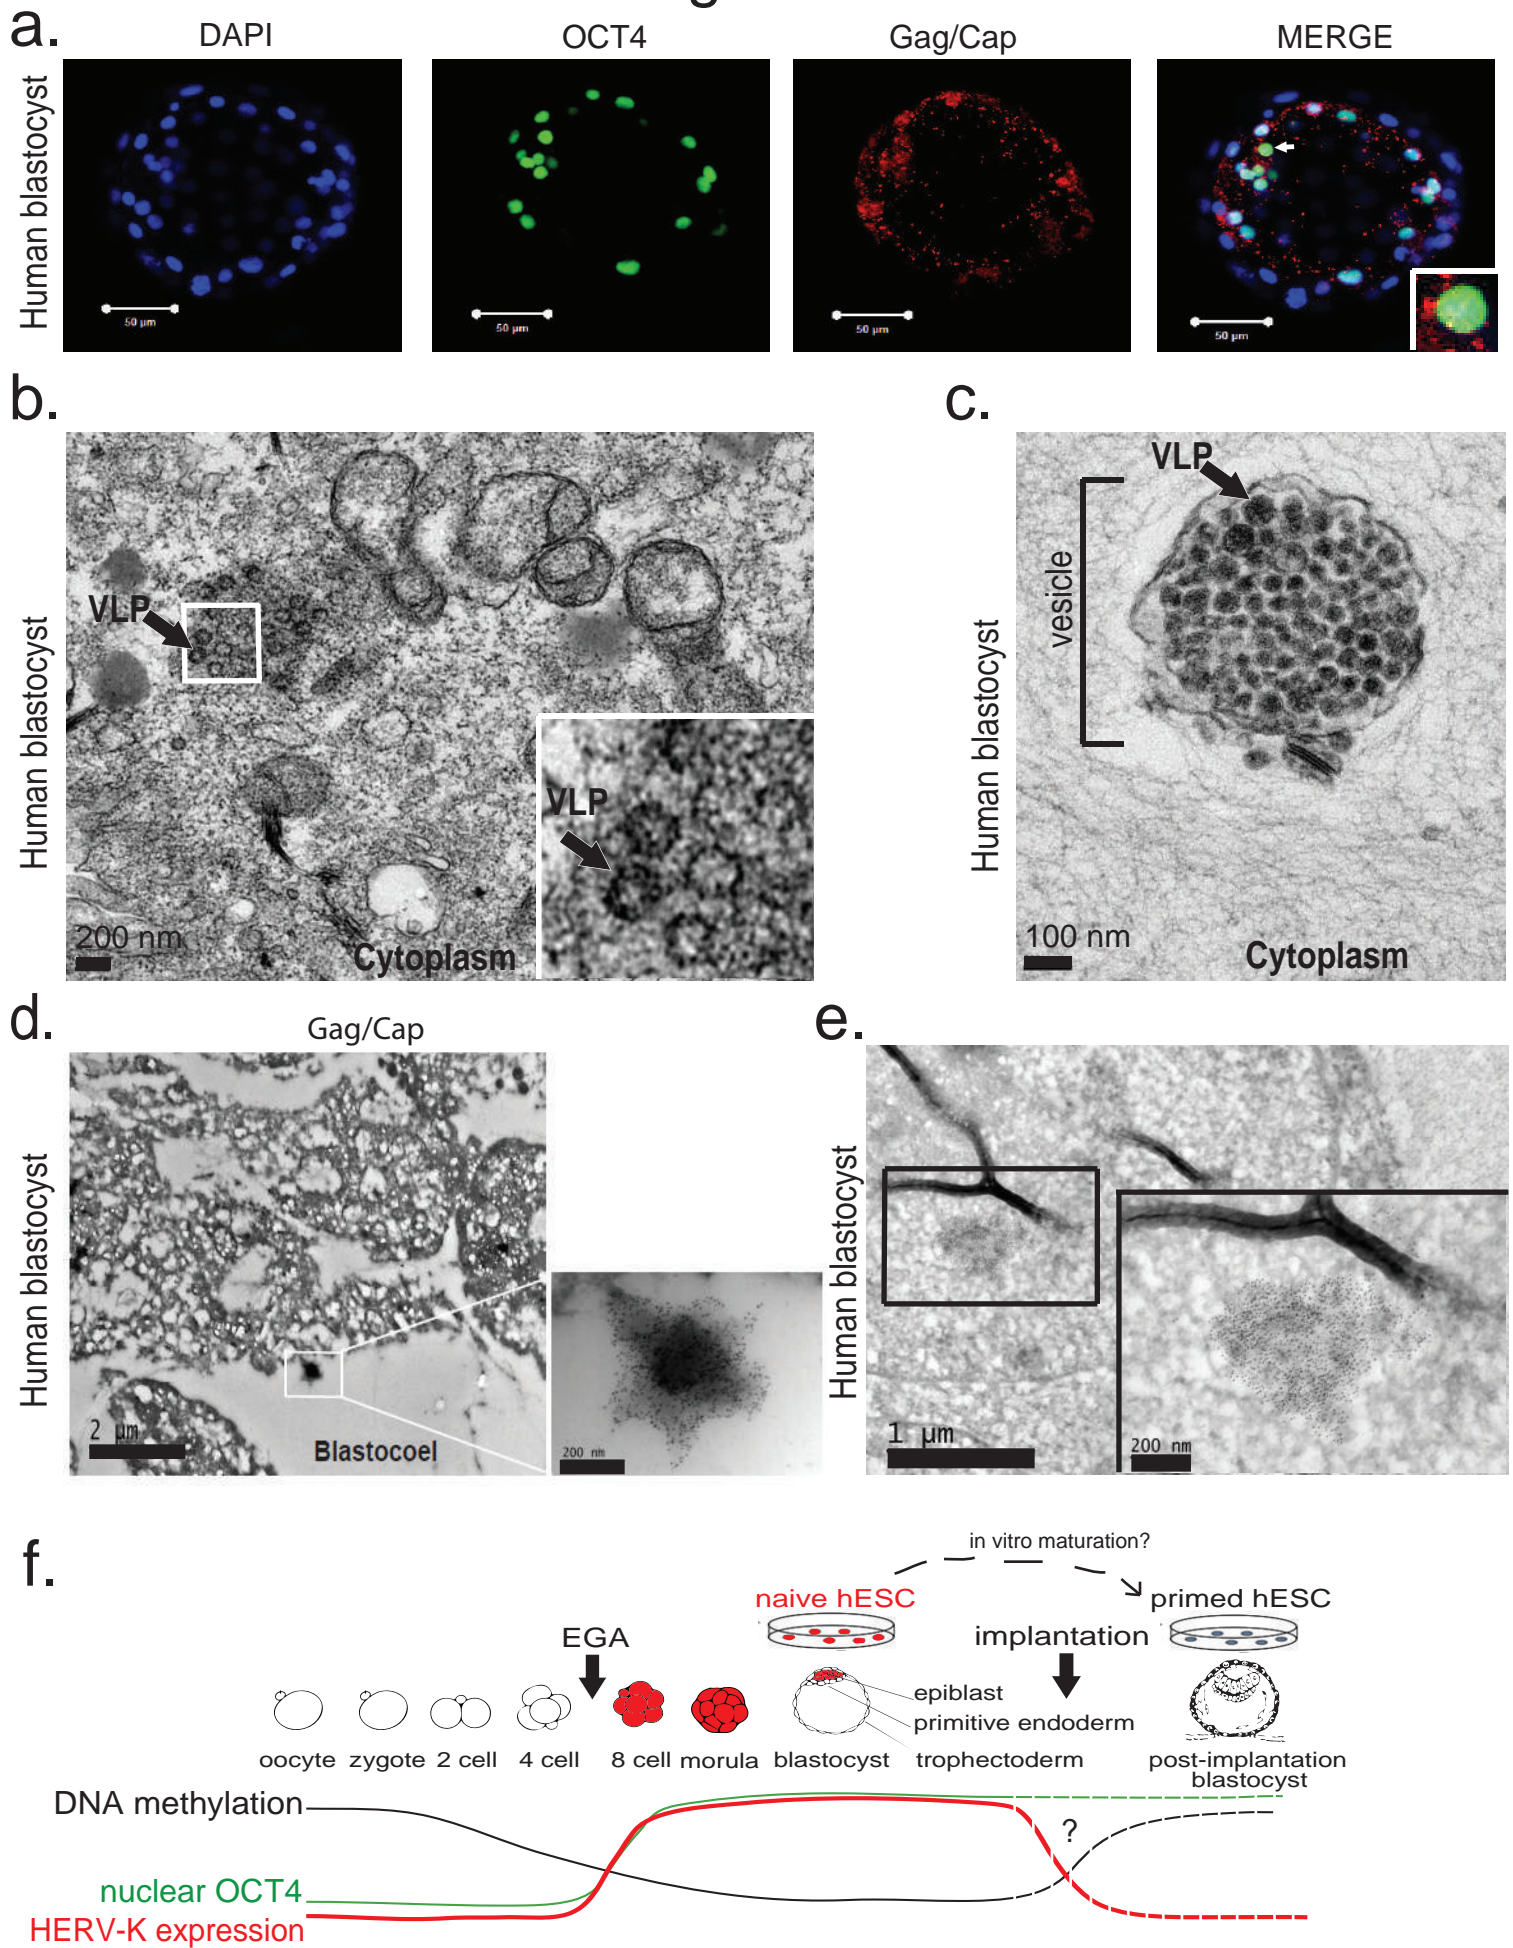 g
a.
DAPI
OCT4
Gag/Cap
MERGE
Human blastocyst
50 µm
50 µm
50 µm
50 µm
b.
c.
Human blastocyst
VLP
VLP
200 nm
Cytoplasm
Human blastocyst
VLP
vesicle
100 nm
Cytoplasm
d.
Gag/Cap
e.
Human blastocyst
2 µm
Blastocoel
200 nm
Human blastocyst
1 µm
200 nm
f.
in vitro maturation?
naive hESC
primed hESC
EGA
implantation
epiblast
primitive endoderm
trophectoderm
oocyte zygote 2 cell 4 cell 8 cell morula blastocyst
post-implantation
blastocyst
DNA methylation
?
nuclear OCT4
HERV-K expression